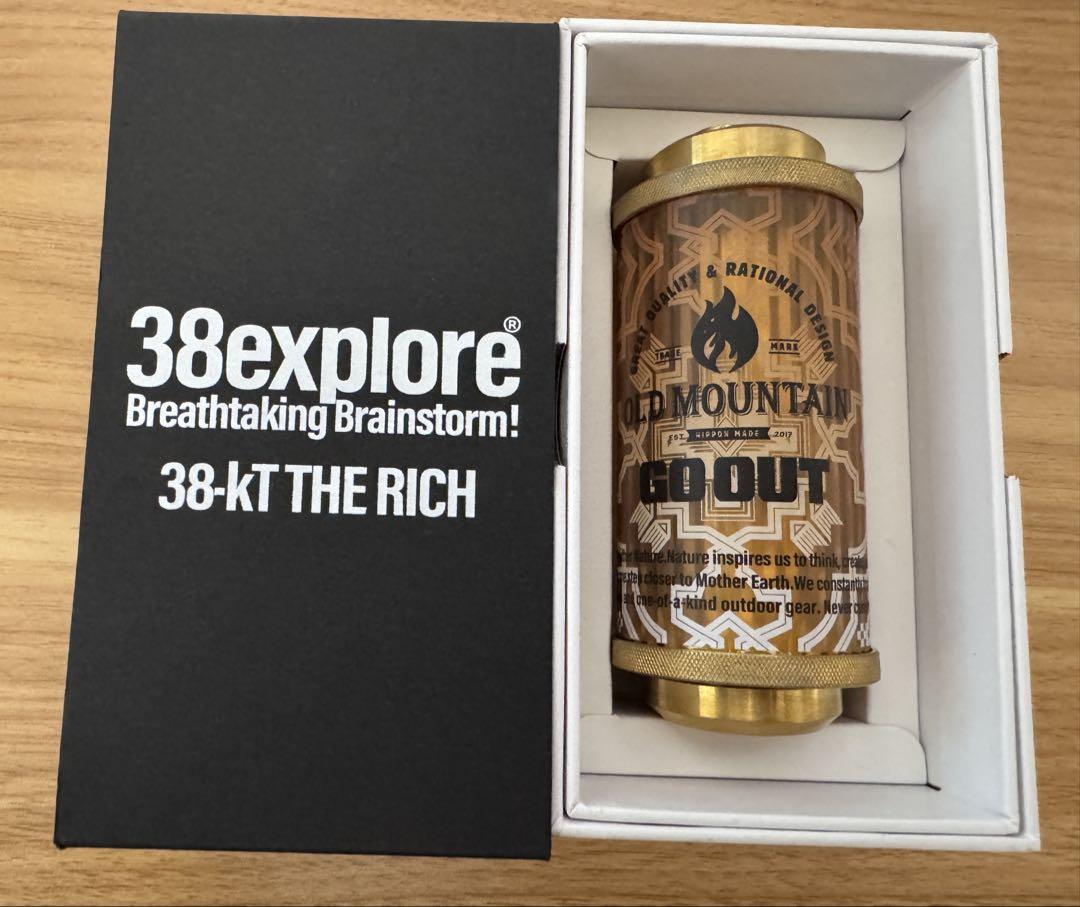 38explore®
Breathtaking Brainstorm!
38-kT THE RICH
GREAT QUALITY & RATIONAL DESIGN
TRADE MARK
OLD MOUNTAIN
EST. NIPPON MADE 2017
GO OUT
Nature.Nature inspires us to think,
closer to Mother Earth.We
one-of-a-kind outdoor gear. Never